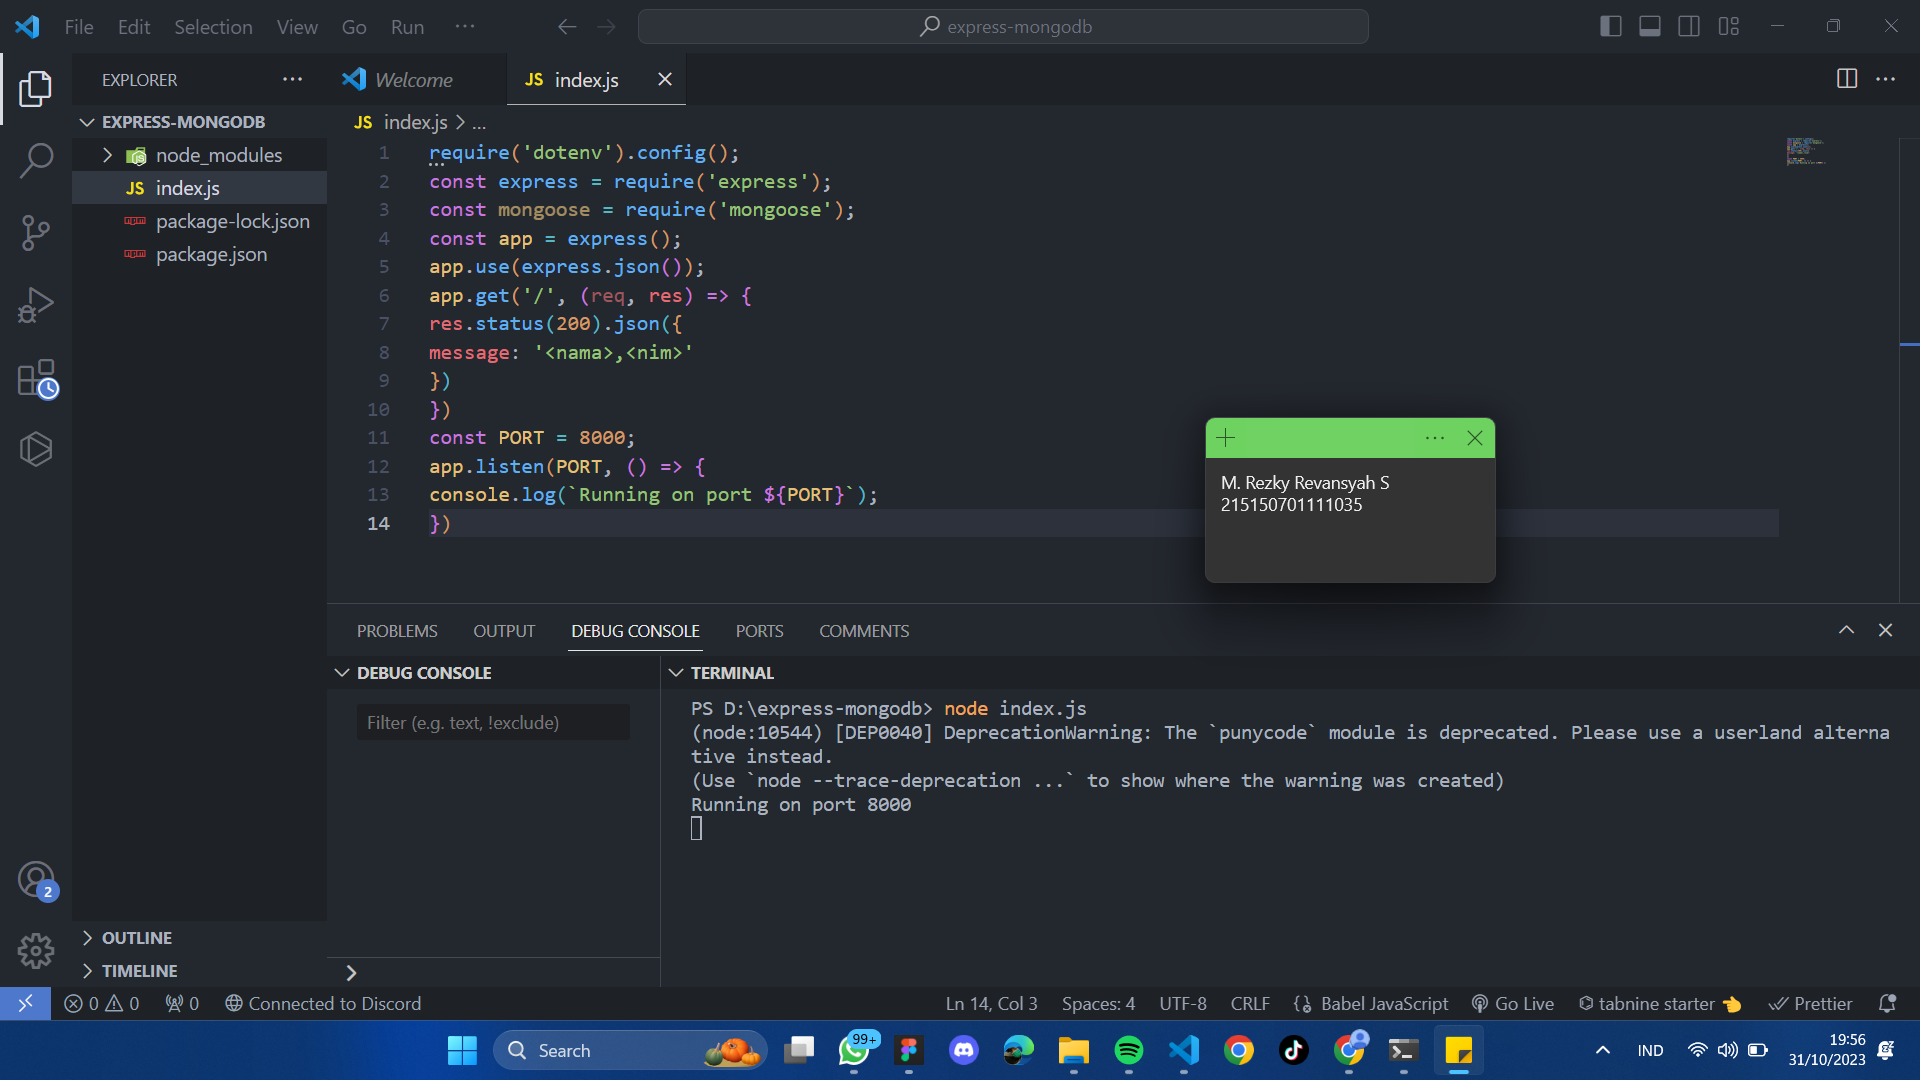 File Edit Selection View Go Run ···
express-mongodb
EXPLORER ···
Welcome
JS index.js
EXPRESS-MONGODB
node_modules
JS index.js
package-lock.json
package.json
JS index.js > ...
1 require('dotenv').config();
2 const express = require('express');
3 const mongoose = require('mongoose');
4 const app = express();
5 app.use(express.json());
6 app.get('/', (req, res) => {
7 res.status(200).json({
8 message: '<nama>,<nim>'
9 })
10 })
11 const PORT = 8000;
12 app.listen(PORT, () => {
13 console.log(`Running on port ${PORT}`);
14 })
M. Rezky Revansyah S
215150701111035
PROBLEMS OUTPUT DEBUG CONSOLE PORTS COMMENTS
DEBUG CONSOLE
Filter (e.g. text, !exclude)
TERMINAL
PS D:\express-mongodb> node index.js
(node:10544) [DEP0040] DeprecationWarning: The `punycode` module is deprecated. Please use a userland alterna
tive instead.
(Use `node --trace-deprecation ...` to show where the warning was created)
Running on port 8000
2
OUTLINE
TIMELINE
0 0 0 Connected to Discord
Ln 14, Col 3 Spaces: 4 UTF-8 CRLF Babel JavaScript Go Live tabnine starter Prettier
Search
99+
IND
19:56
31/10/2023